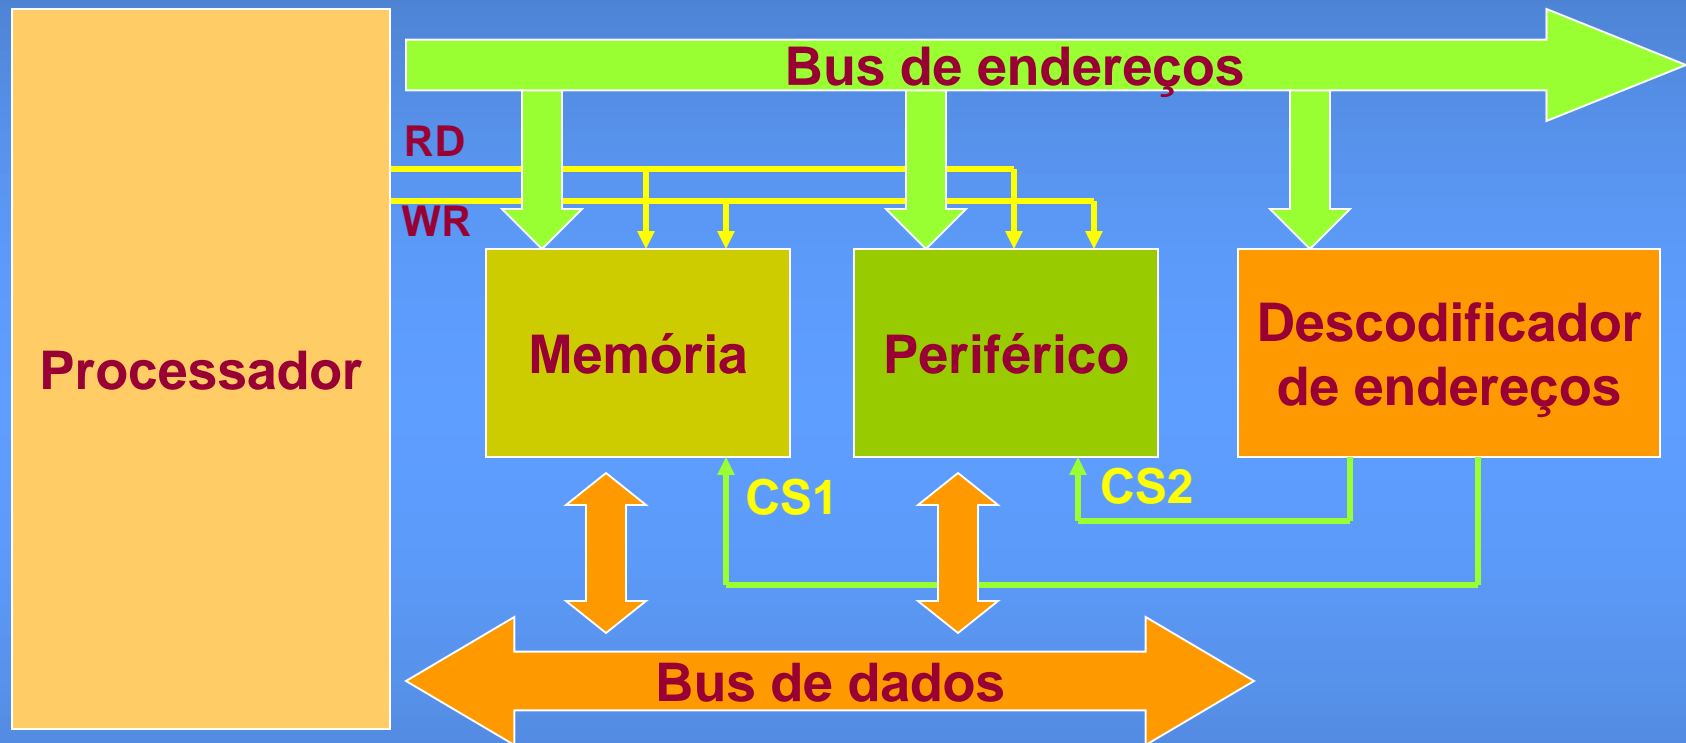 Bus de endereços
RD
WR
Processador
Memória
Periférico
Descodificador
de endereços
CS1
CS2
Bus de dados